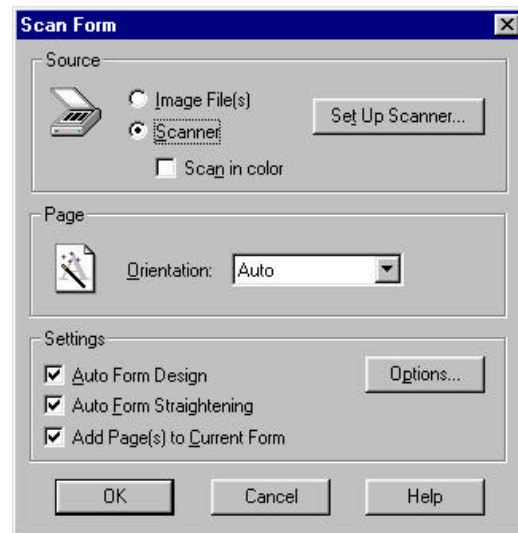 Scan Form
Source
Image File(s)
Set Up Scanner...
Scanner
Scan in color
Page
Orientation: Auto
Settings
Auto Form Design
Options...
Auto Form Straightening
Add Page(s) to Current Form
OK Cancel Help